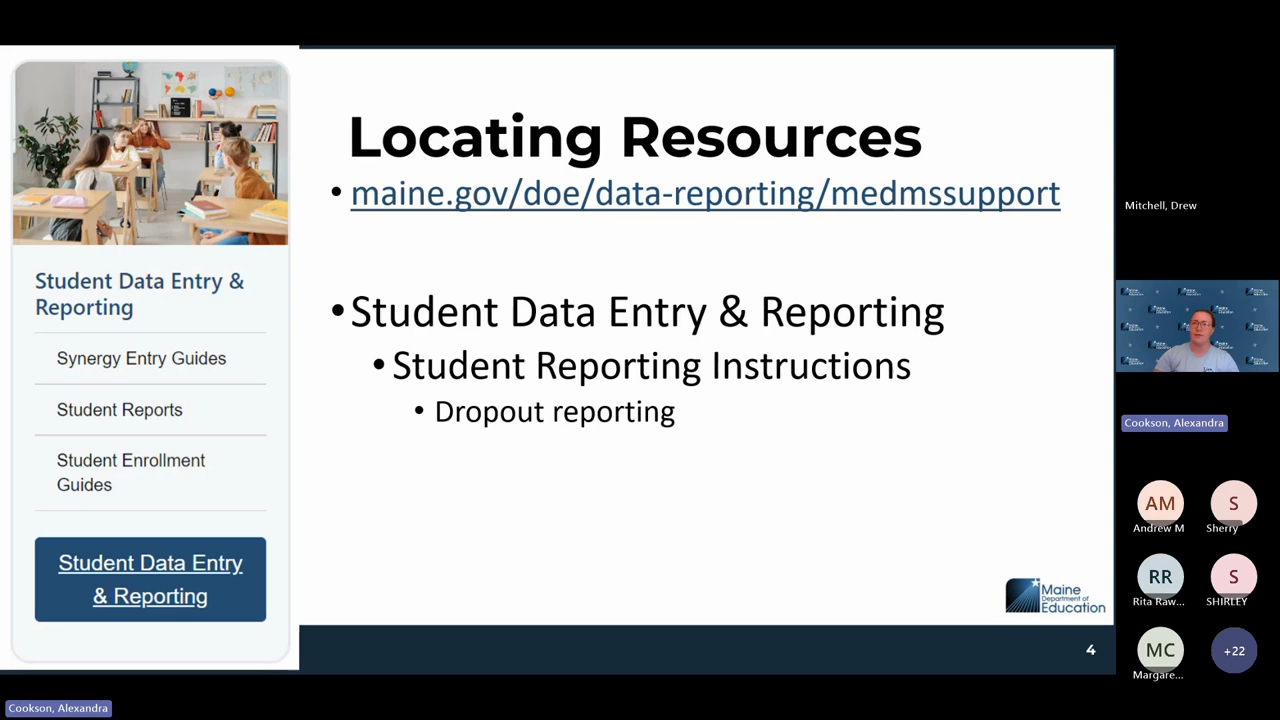 Locating Resources
• maine.gov/doe/data-reporting/medmssupport
• Student Data Entry & Reporting
• Student Reporting Instructions
• Dropout reporting
Student Data Entry &
Reporting
Synergy Entry Guides
Student Reports
Student Enrollment
Guides
Student Data Entry
& Reporting
Maine
Department of
Education
4
Mitchell, Drew
Cookson, Alexandra
AM
Andrew M
S
Sherry
RR
Rita Raw...
S
SHIRLEY
MC
Margare...
+22
Cookson, Alexandra